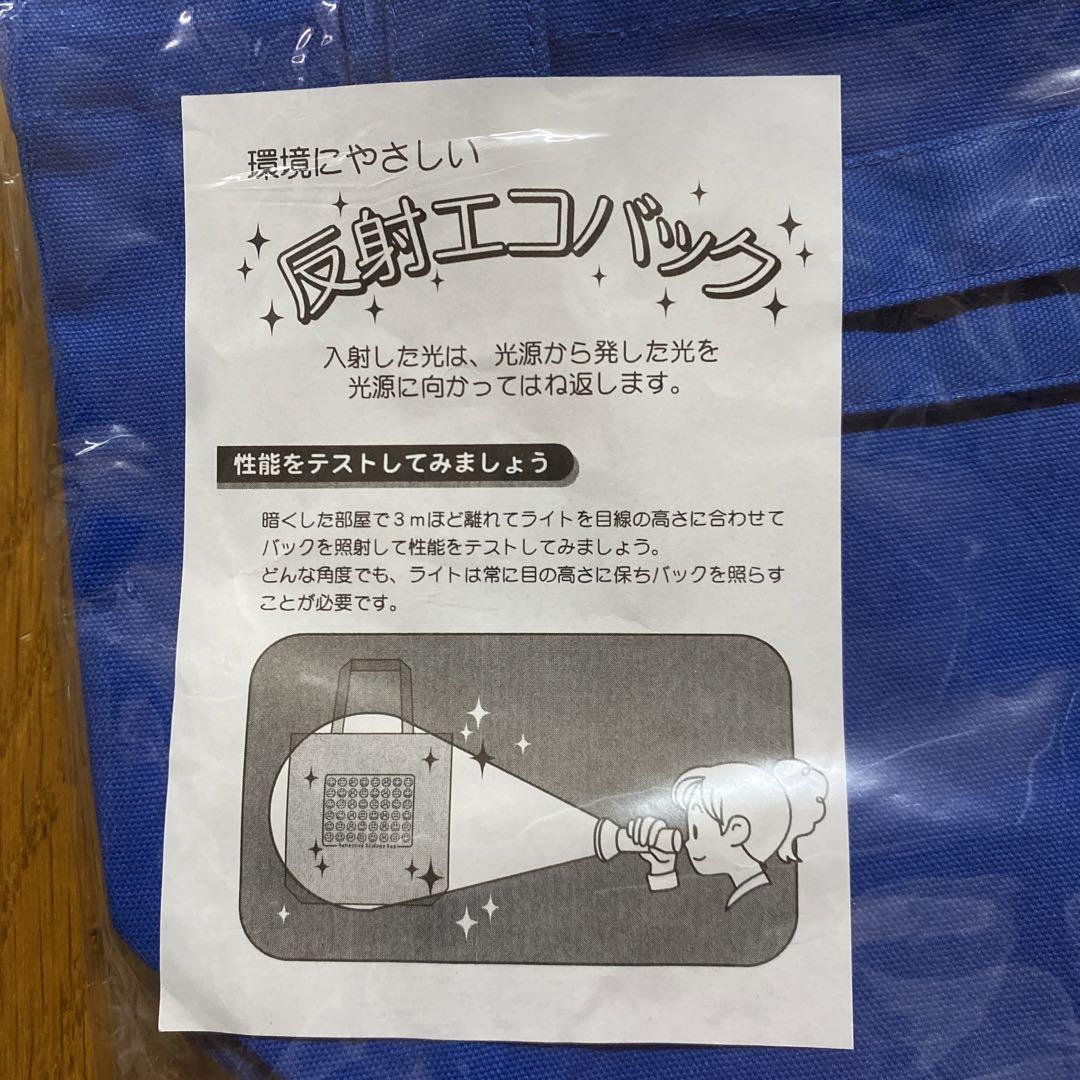 環境にやさしい
反射エコバック
入射した光は、光源から発した光を
光源に向かってはね返します。
性能をテストしてみましょう
暗くした部屋で3mほど離れてライトを目線の高さに合わせて
バックを照射して性能をテストしてみましょう。
どんな角度でも、ライトは常に目の高さに保ちバックを照らす
ことが必要です。
Reflective Ecology Bag